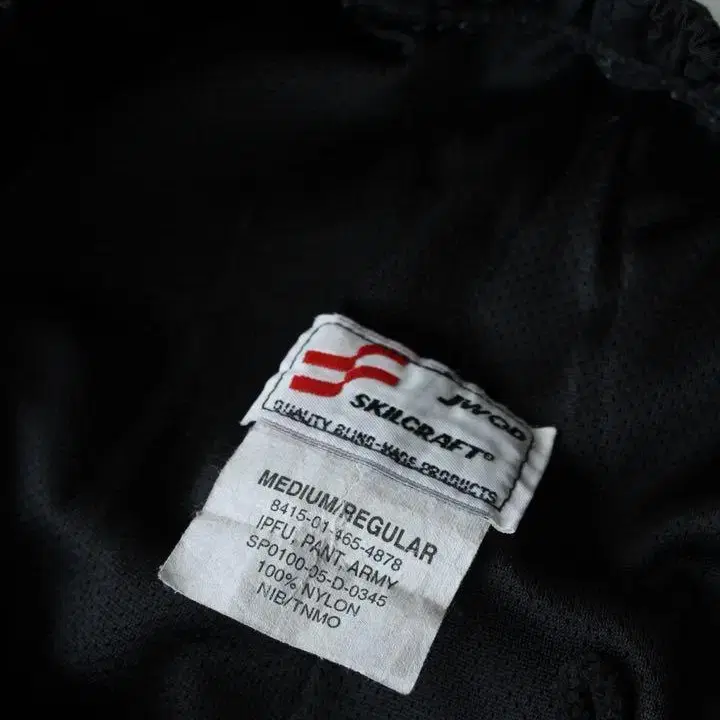 JWOD
SKILCRAFT®
QUALITY BLIND-MADE PRODUCTS
MEDIUM/REGULAR
8415-01-465-4878
IPFU, PANT, ARMY
SP0100-05-D-0345
100% NYLON
NIB/TNMO